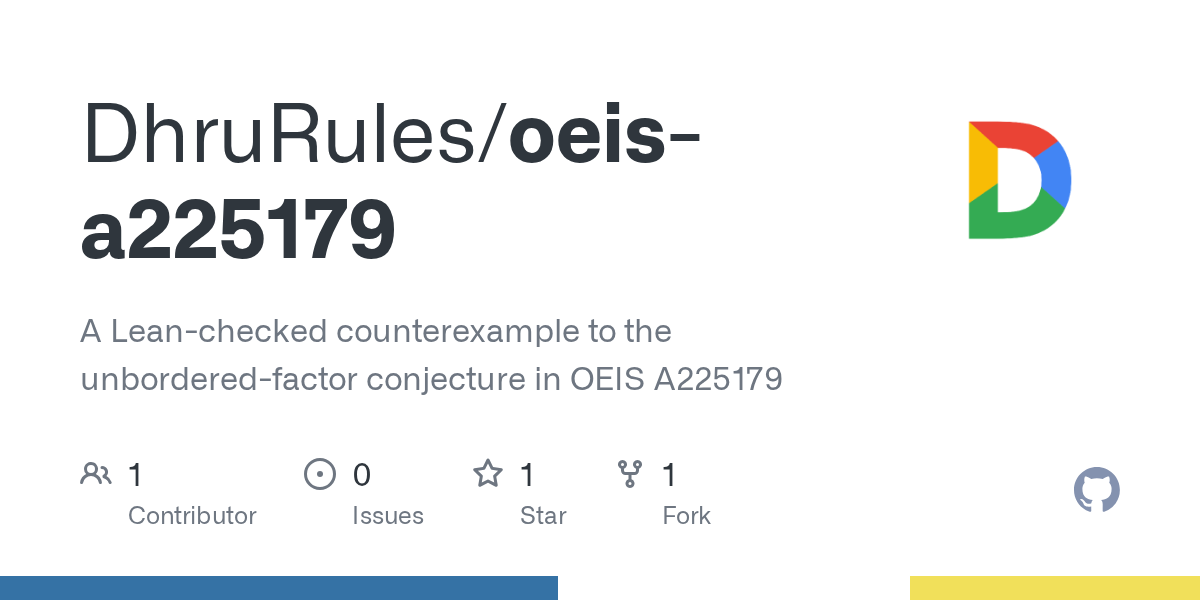 DhruRules/oeis-
a225179
D
A Lean-checked counterexample to the
unbordered-factor conjecture in OEIS A225179
1 0 1 1
Contributor Issues Star Fork